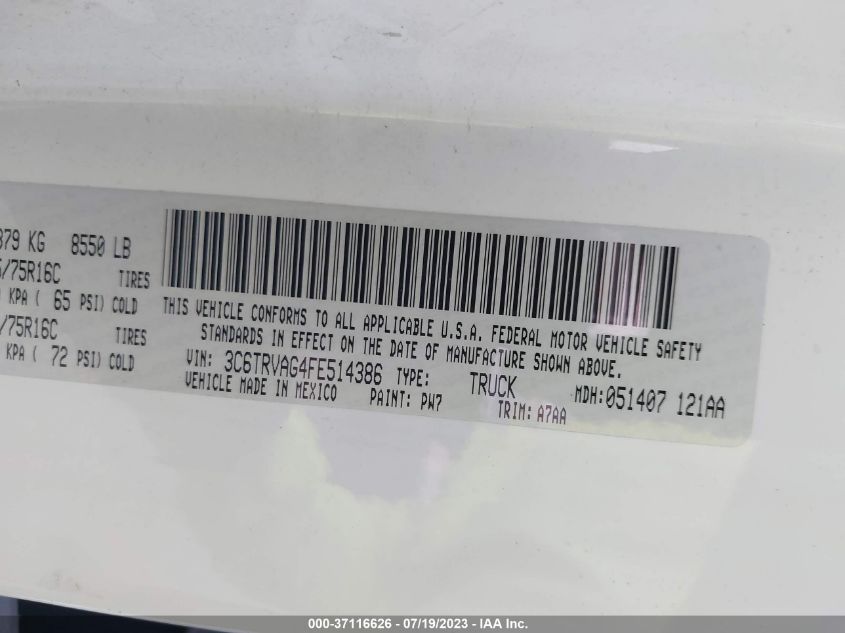 KG 8550 LB
/75R16C TIRES
KPA ( 65 PSI) COLD
/75R16C TIRES
KPA ( 72 PSI) COLD
THIS VEHICLE CONFORMS TO ALL APPLICABLE U.S.A. FEDERAL MOTOR VEHICLE SAFETY
STANDARDS IN EFFECT ON THE DATE OF MANUFACTURE SHOWN ABOVE.
VIN: 3C6TRVAG4FE514386 TYPE: TRUCK MDH:051407 121AA
VEHICLE MADE IN MEXICO PAINT: PW7 TRIM: A7AA
000-37116626 - 07/19/2023 - IAA Inc.